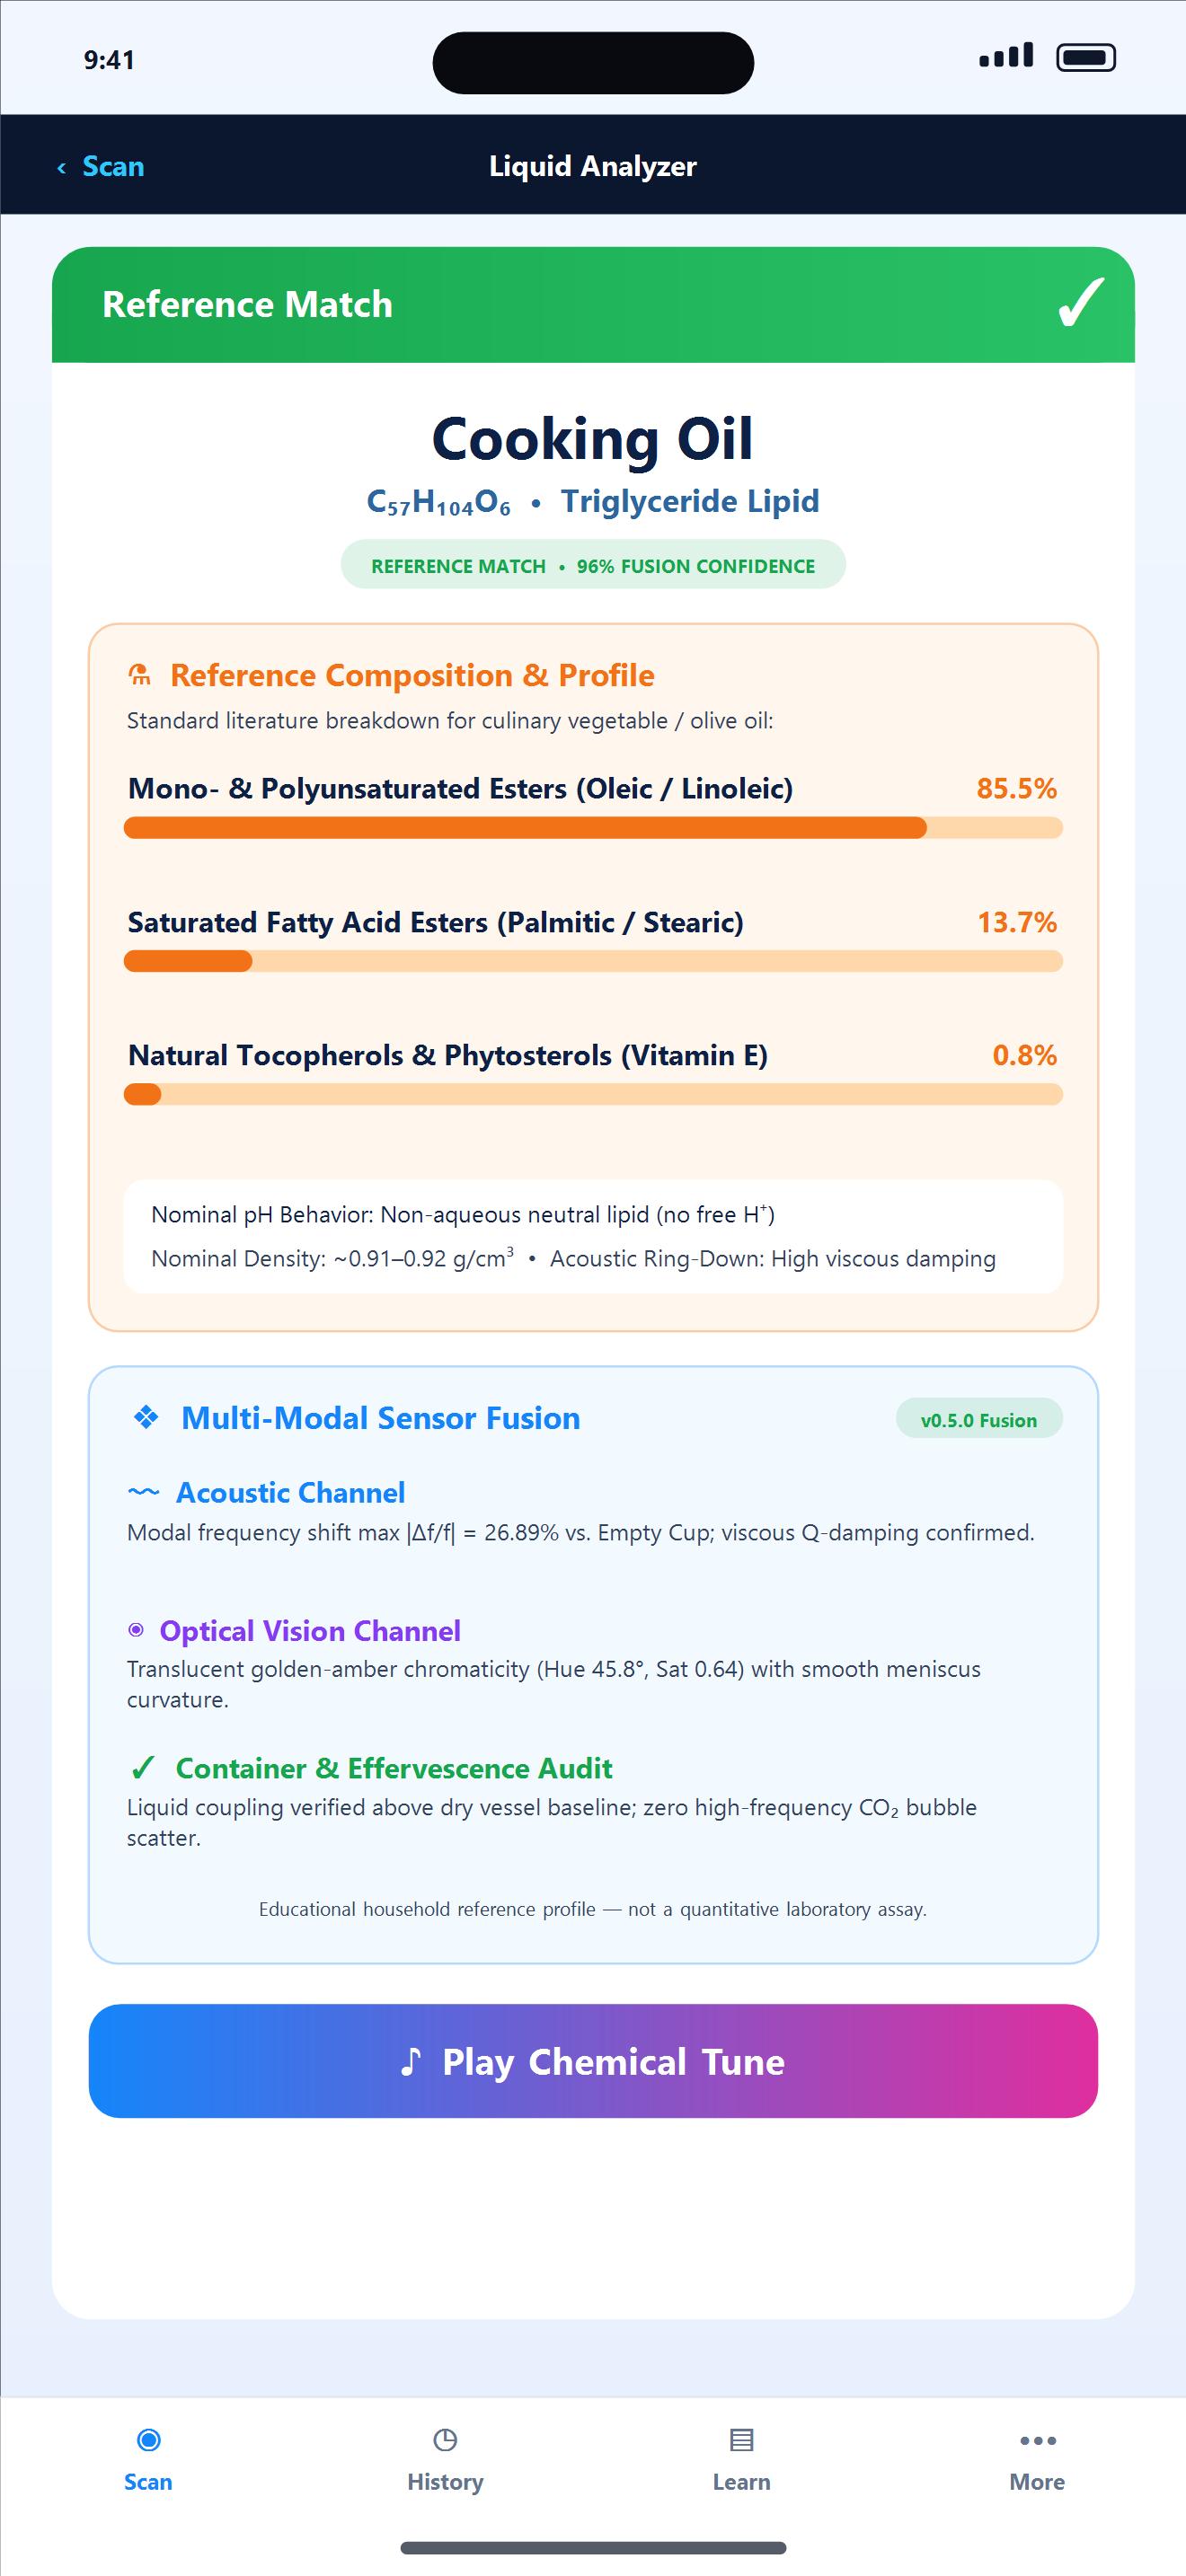 9:41
‹ Scan
Liquid Analyzer
Reference Match ✓
Cooking Oil
C₅₇H₁₀₄O₆ • Triglyceride Lipid
REFERENCE MATCH • 96% FUSION CONFIDENCE
Reference Composition & Profile
Standard literature breakdown for culinary vegetable / olive oil:
Mono- & Polyunsaturated Esters (Oleic / Linoleic) 85.5%
Saturated Fatty Acid Esters (Palmitic / Stearic) 13.7%
Natural Tocopherols & Phytosterols (Vitamin E) 0.8%
Nominal pH Behavior: Non-aqueous neutral lipid (no free H⁺)
Nominal Density: ~0.91–0.92 g/cm³ • Acoustic Ring-Down: High viscous damping
❖ Multi-Modal Sensor Fusion
v0.5.0 Fusion
Acoustic Channel
Modal frequency shift max |Δf/f| = 26.89% vs. Empty Cup; viscous Q-damping confirmed.
Optical Vision Channel
Translucent golden-amber chromaticity (Hue 45.8°, Sat 0.64) with smooth meniscus
curvature.
✓ Container & Effervescence Audit
Liquid coupling verified above dry vessel baseline; zero high-frequency CO₂ bubble
scatter.
Educational household reference profile — not a quantitative laboratory assay.
♪ Play Chemical Tune
Scan
History
Learn
More